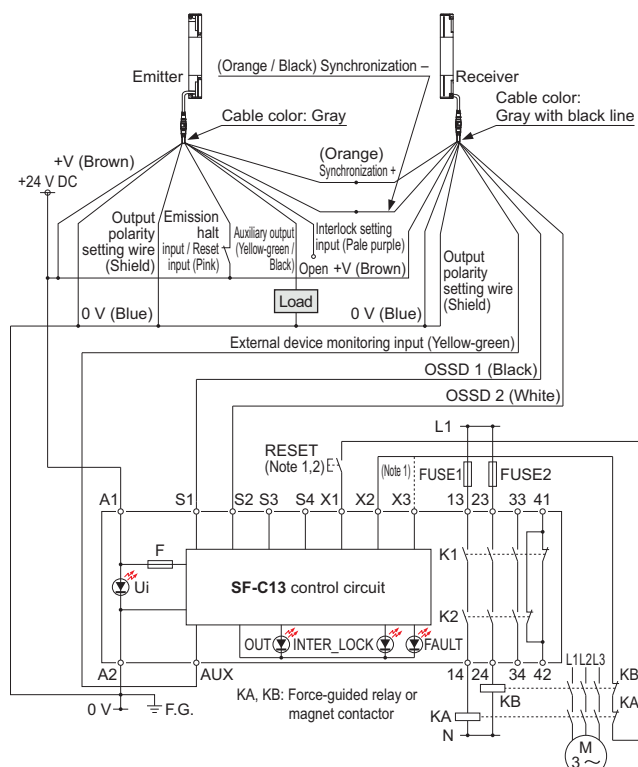 Emitter
(Orange / Black) Synchronization –
Receiver
Cable color: Gray
Cable color:
Gray with black line
+V (Brown)
(Orange)
Synchronization +
+24 V DC
Output
polarity
setting wire
(Shield)
Emission
halt
input / Reset
input (Pink)
Auxiliary output
(Yellow-green /
Black)
Interlock setting
input (Pale purple)
Open
+V (Brown)
Output
polarity
setting wire
(Shield)
Load
0 V (Blue)
0 V (Blue)
External device monitoring input (Yellow-green)
OSSD 1 (Black)
OSSD 2 (White)
L1
RESET
(Note 1,2)
(Note 1)
FUSE1
FUSE2
A1
S1
S2
S3
S4
X1
X2
X3
13
23
33
41
F
K1
Ui
SF-C13 control circuit
K2
OUT
INTER_LOCK
FAULT
A2
AUX
14
24
34
42
L1
L2
L3
KA, KB: Force-guided relay or
magnet contactor
KB
KB
0 V
F.G.
KA
KA
N
M
3 ~